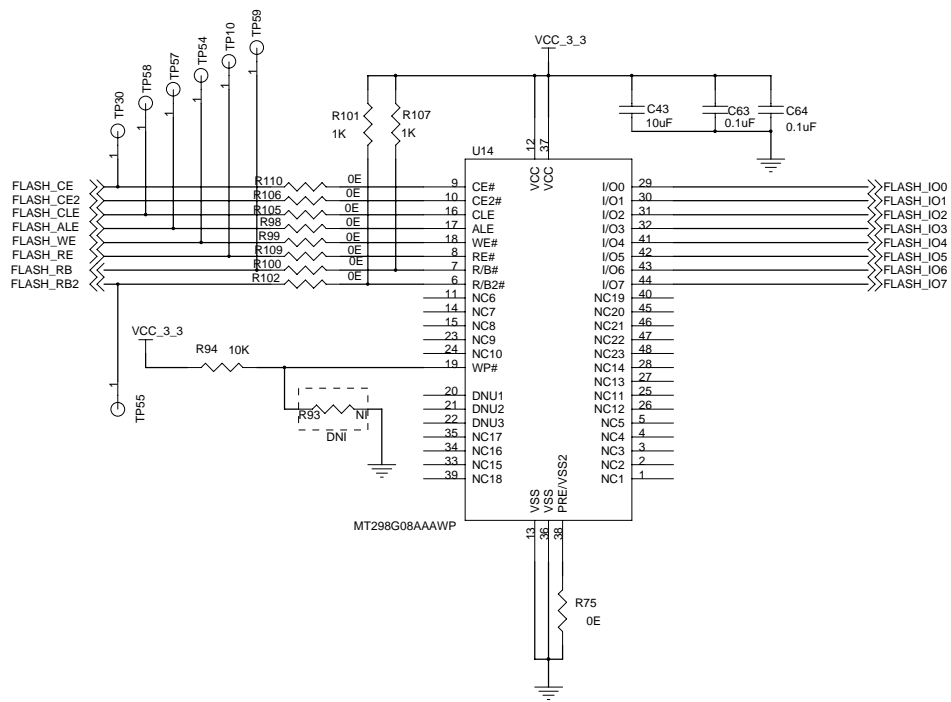 TP30
1
TP58
1
TP57
1
TP54
1
TP10
1
TP59
1
VCC_3_3
R101
1K
R107
1K
C43
10uF
C63
0.1uF
C64
0.1uF
U14
12
37
VCC
VCC
FLASH_CE R110 0E 9 CE# I/O0 29 FLASH_IO0
FLASH_CE2 R106 0E 10 CE2# I/O1 30 FLASH_IO1
FLASH_CLE R105 0E 16 CLE I/O2 31 FLASH_IO2
FLASH_ALE R98 0E 17 ALE I/O3 32 FLASH_IO3
FLASH_WE R99 0E 18 WE# I/O4 41 FLASH_IO4
FLASH_RE R109 0E 8 RE# I/O5 42 FLASH_IO5
FLASH_RB R100 0E 7 R/B# I/O6 43 FLASH_IO6
FLASH_RB2 R102 0E 6 R/B2# I/O7 44 FLASH_IO7
11 NC6 NC19 40
14 NC7 NC20 45
15 NC8 NC21 46
23 NC9 NC22 47
24 NC10 NC23 48
19 WP# NC14 28
NC13 27
20 DNU1 NC11 25
21 DNU2 NC12 26
22 DNU3 NC5 5
35 NC17 NC4 4
34 NC16 NC3 3
33 NC15 NC2 2
39 NC18 NC1 1
VCC_3_3
R94 10K
1
TP55
R93 NI
DNI
VSS
VSS
PRE/VSS2
MT298G08AAAWP
13
36
38
R75
0E